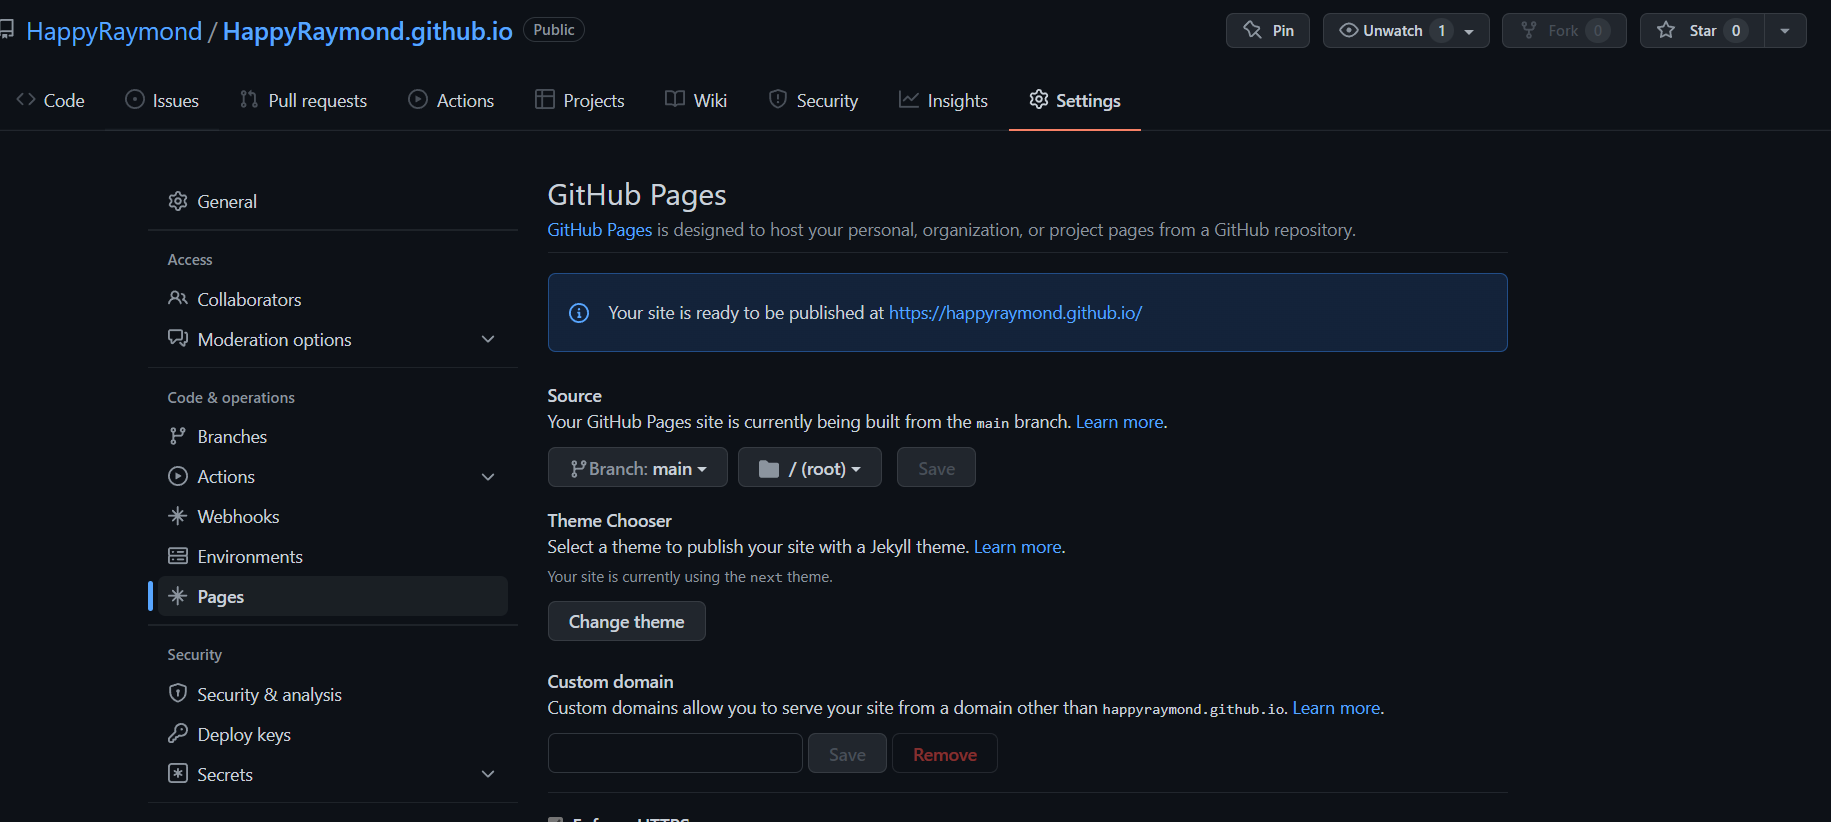 HappyRaymond / HappyRaymond.github.io Public
Pin Unwatch 1 Fork 0 Star 0
Code Issues Pull requests Actions Projects Wiki Security Insights Settings
General
Access
Collaborators
Moderation options
Code & operations
Branches
Actions
Webhooks
Environments
Pages
Security
Security & analysis
Deploy keys
Secrets
GitHub Pages
GitHub Pages is designed to host your personal, organization, or project pages from a GitHub repository.
Your site is ready to be published at https://happyraymond.github.io/
Source
Your GitHub Pages site is currently being built from the main branch. Learn more.
Branch: main / (root) Save
Theme Chooser
Select a theme to publish your site with a Jekyll theme. Learn more.
Your site is currently using the next theme.
Change theme
Custom domain
Custom domains allow you to serve your site from a domain other than happyraymond.github.io. Learn more.
Save Remove
Enforce HTTPS